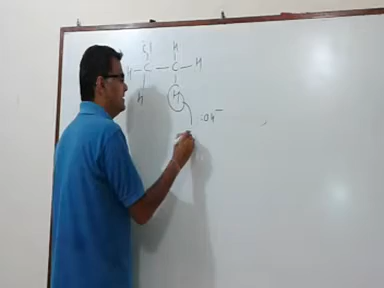 Cl H
H – C – C – H
H H
:OH⁻